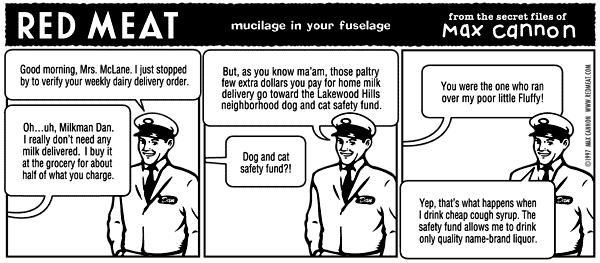 RED MEAT
mucilage in your fuselage
from the secret files of
Max cannon
Good morning, Mrs. McLane. I just stopped
by to verify your weekly dairy delivery order.
Oh...uh, Milkman Dan.
I really don't need any
milk delivered. I buy it
at the grocery for about
half of what you charge.
Dan
But, as you know ma'am, those paltry
few extra dollars you pay for home milk
delivery go toward the Lakewood Hills
neighborhood dog and cat safety fund.
Dog and cat
safety fund?!
Dan
You were the one who ran
over my poor little Fluffy!
Yep, that's what happens when
I drink cheap cough syrup. The
safety fund allows me to drink
only quality name-brand liquor.
©1997 MAX CANNON WWW.REDMEAT.COM